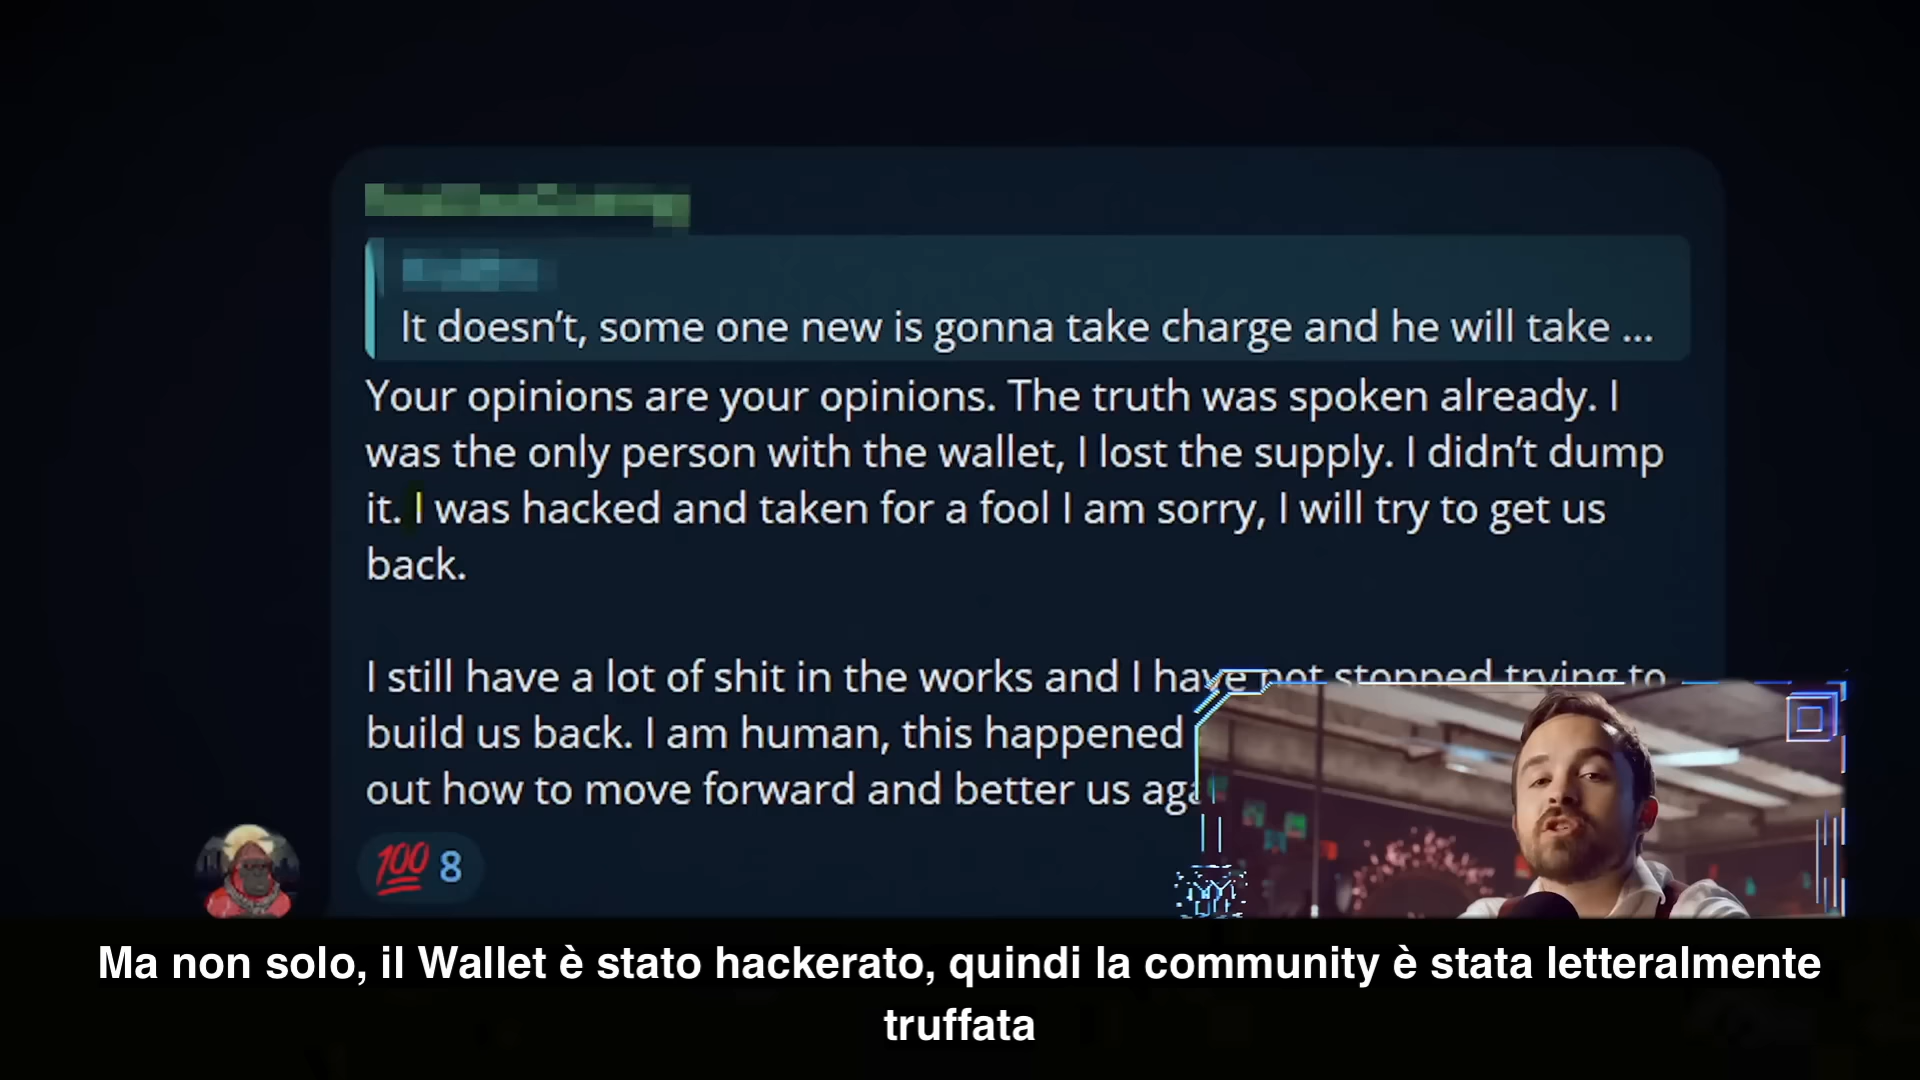 It doesn't, some one new is gonna take charge and he will take ...
Your opinions are your opinions. The truth was spoken already. I
was the only person with the wallet, I lost the supply. I didn't dump
it. I was hacked and taken for a fool I am sorry, I will try to get us
back.
I still have a lot of shit in the works and I have not stopped trying to
build us back. I am human, this happened
out how to move forward and better us
100 8
Ma non solo, il Wallet è stato hackerato, quindi la community è stata letteralmente
truffata